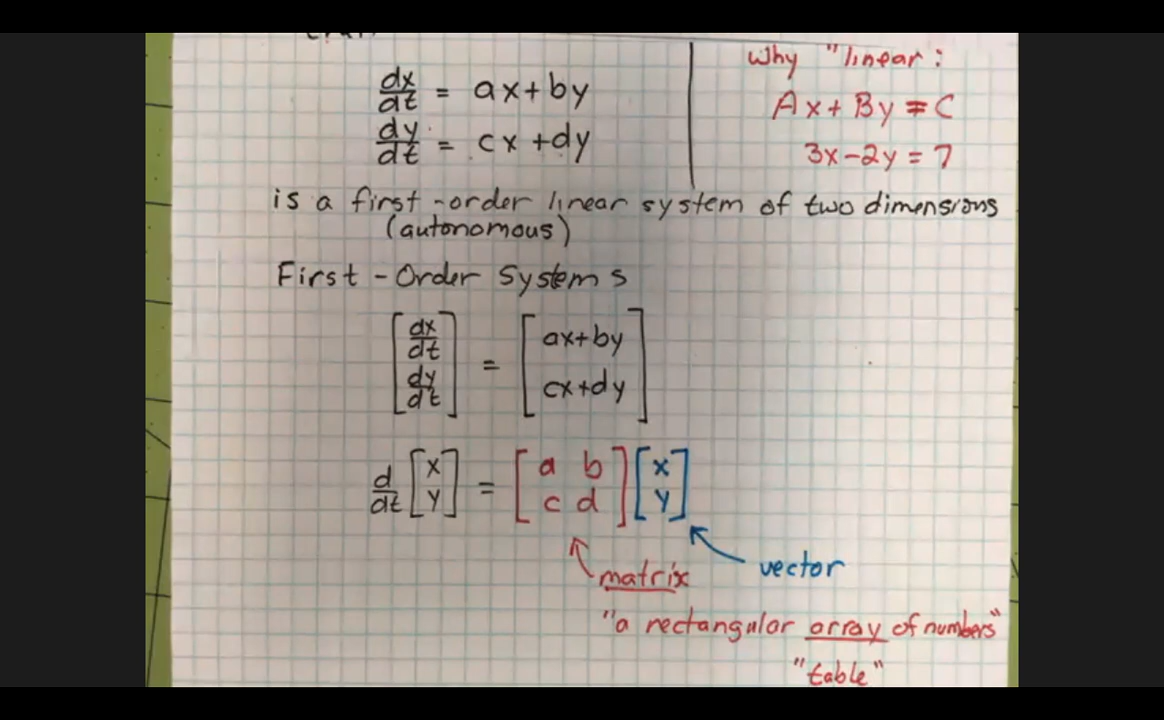 dx/dt = ax+by
dy/dt = cx+dy
Why "linear:
Ax+By=C
3x-2y=7
is a first-order linear system of two dimensions
(autonomous)
First-Order Systems
[dx/dt dy/dt] = [ax+by cx+dy]
d/dt [x y] = [a b c d] [x y]
matrix
vector
"a rectangular array of numbers"
"table"